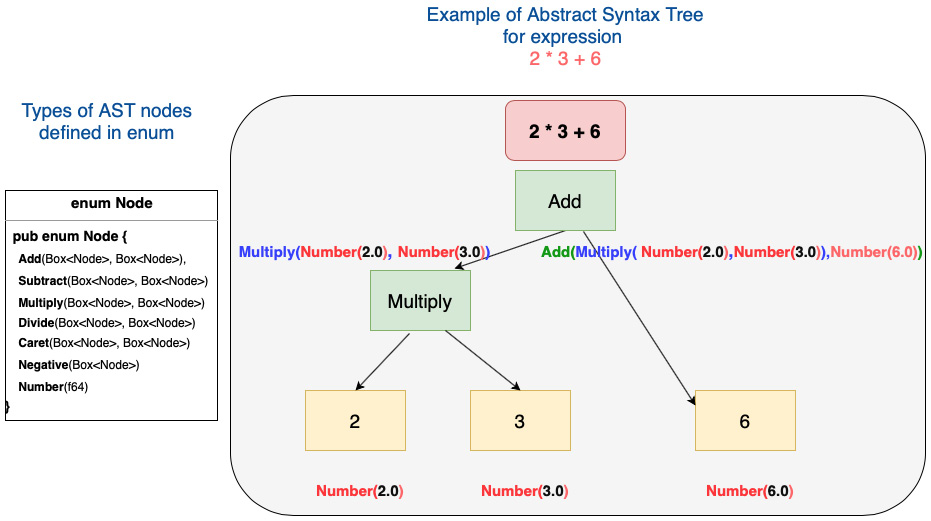 Example of Abstract Syntax Tree
for expression
2 * 3 + 6
Types of AST nodes
defined in enum
enum Node
pub enum Node {
Add(Box<Node>, Box<Node>),
Subtract(Box<Node>, Box<Node>)
Multiply(Box<Node>, Box<Node>)
Divide(Box<Node>, Box<Node>)
Caret(Box<Node>, Box<Node>)
Negative(Box<Node>)
Number(f64)
}
2 * 3 + 6
Add
Multiply(Number(2.0), Number(3.0))
Add(Multiply( Number(2.0),Number(3.0)),Number(6.0))
Multiply
2
3
6
Number(2.0)
Number(3.0)
Number(6.0)